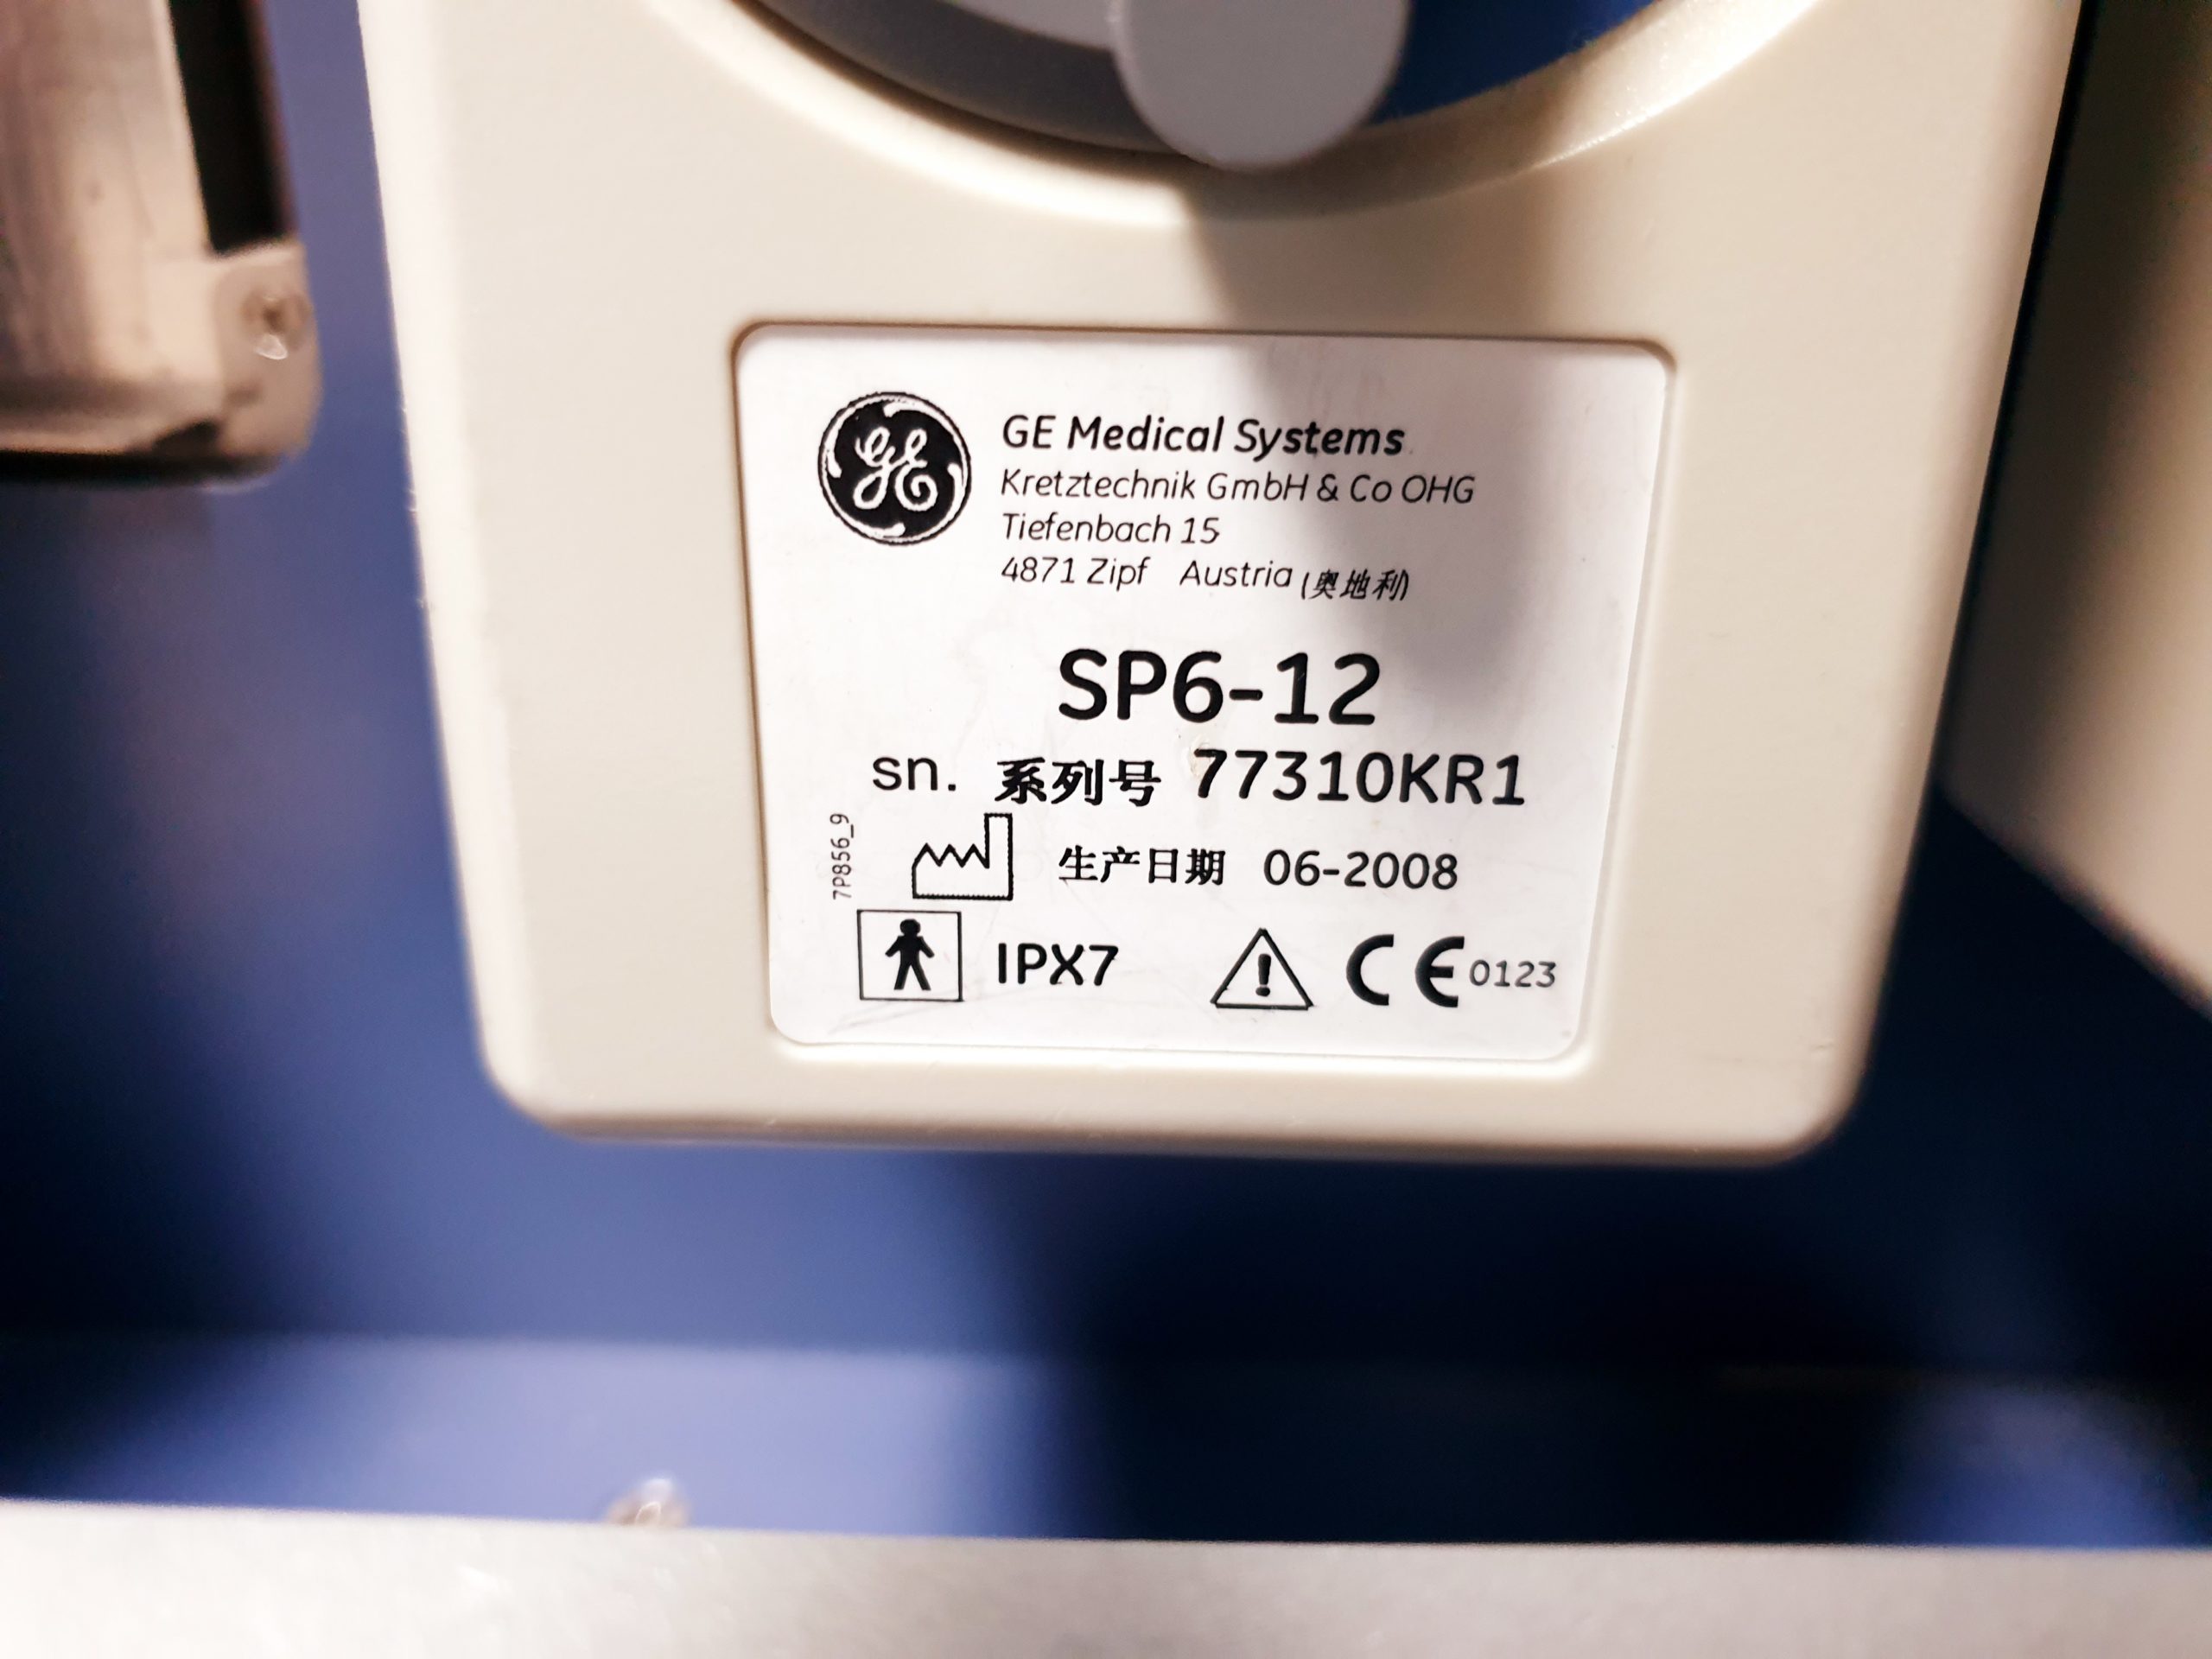 GE
GE Medical Systems
Kretztechnik GmbH & Co OHG
Tiefenbach 15
4871 Zipf Austria (奥地利)
SP6-12
sn. 系列号 77310KR1
7P856_9
生产日期 06-2008
IPX7 ! CE 0123